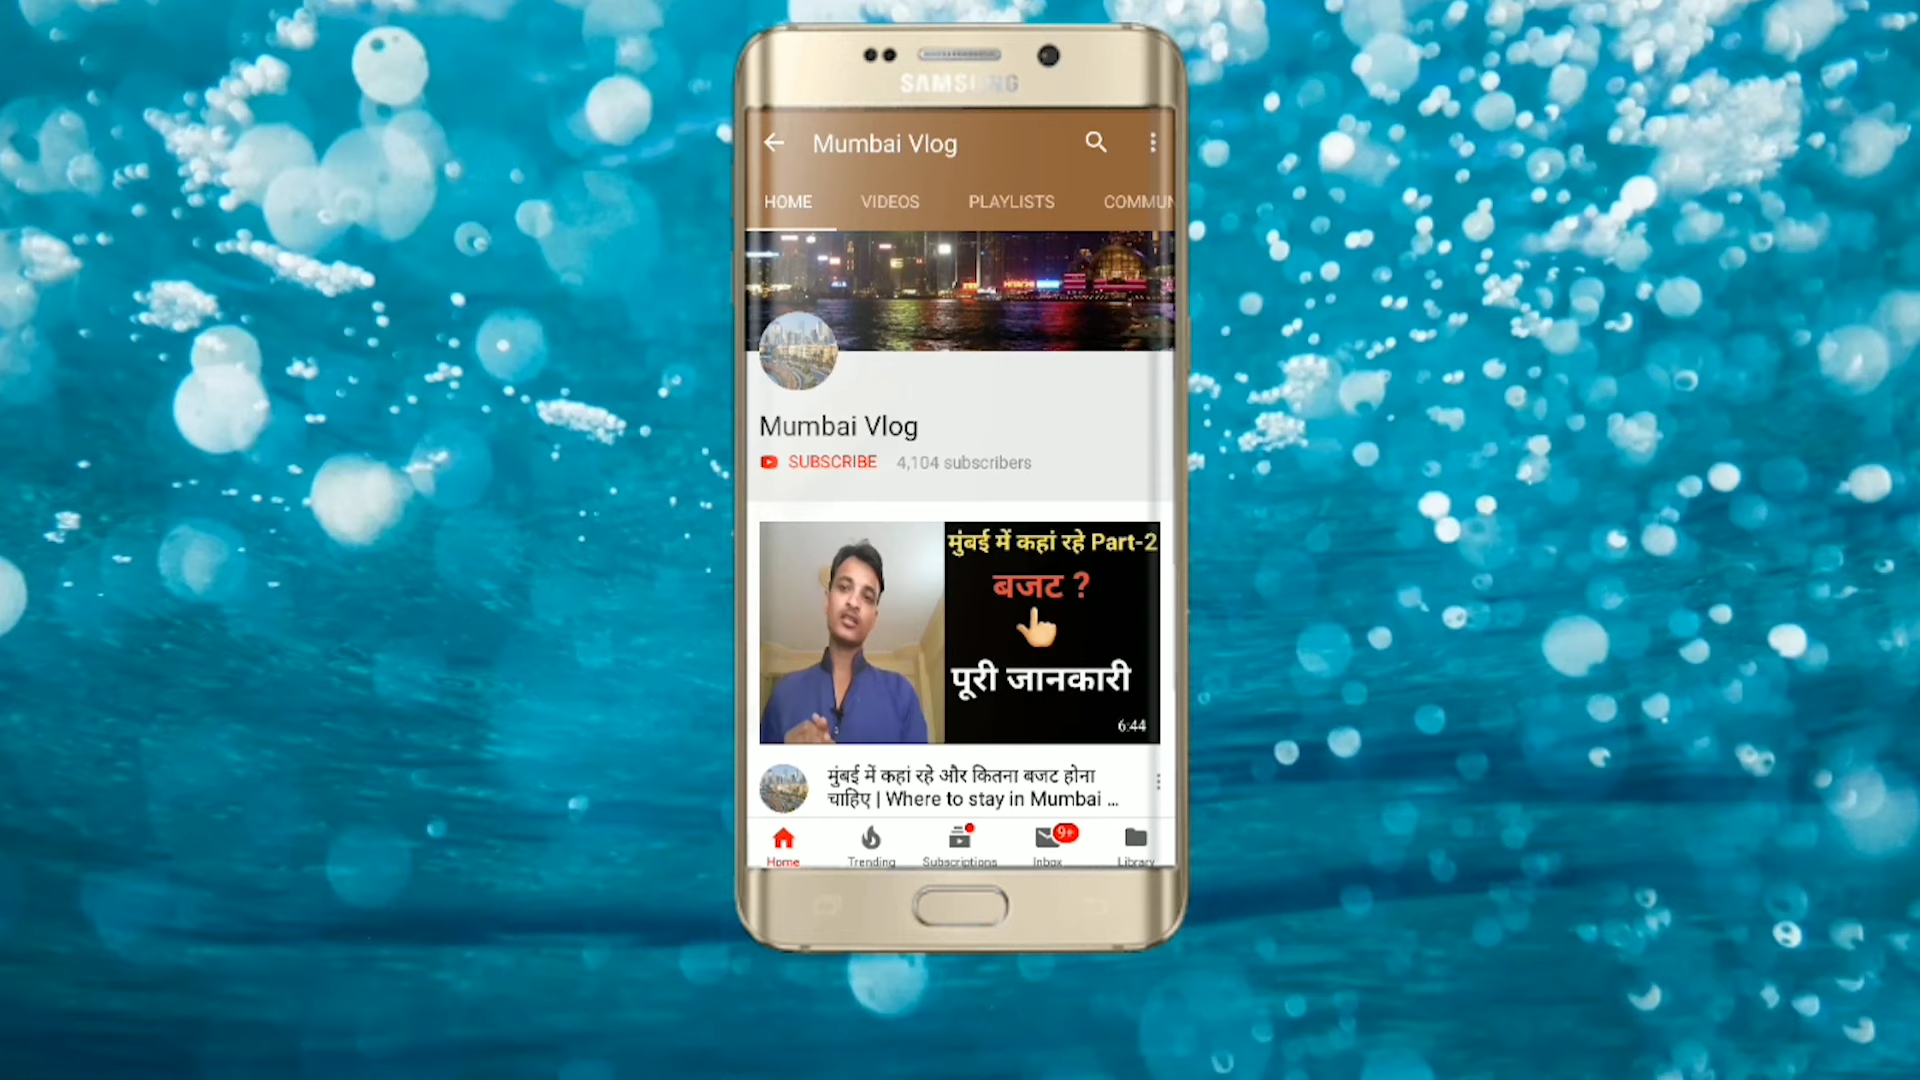 SAMSUNG
Mumbai Vlog
HOME VIDEOS PLAYLISTS COMMUN
Mumbai Vlog
SUBSCRIBE 4,104 subscribers
मुंबई में कहां रहे Part-2
बजट ?
पूरी जानकारी
6:44
मुंबई में कहां रहे और कितना बजट होना
चाहिए | Where to stay in Mumbai ...
9+
Home Trending Subscriptions Inbox Library